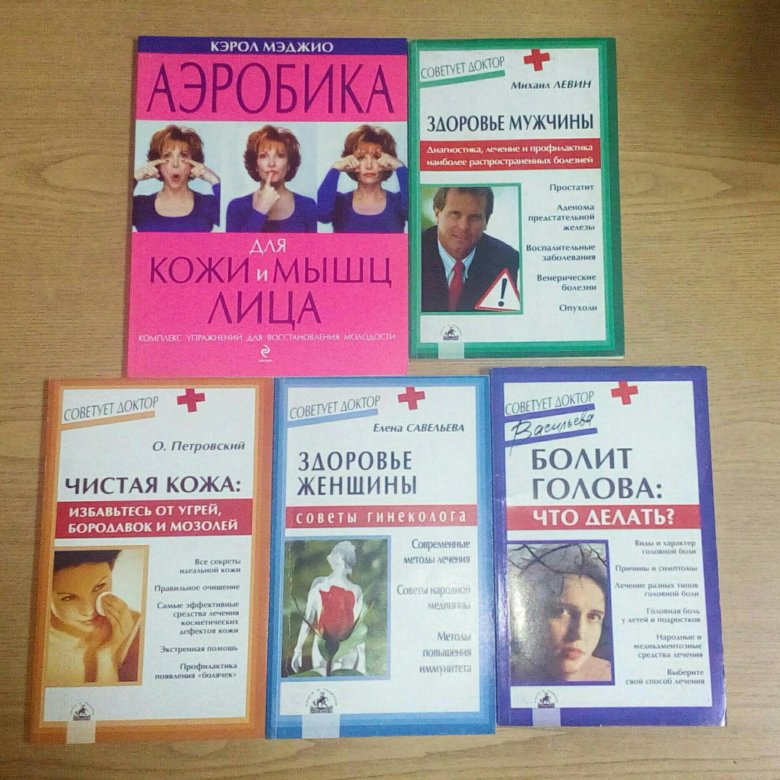 КЭРОЛ МЭДЖИО
АЭРОБИКА
ДЛЯ
КОЖИ и МЫШЦ
ЛИЦА
КОМПЛЕКС УПРАЖНЕНИЙ ДЛЯ ВОССТАНОВЛЕНИЯ МОЛОДОСТИ
СОВЕТУЕТ ДОКТОР
Михаил ЛЕВИН
ЗДОРОВЬЕ МУЖЧИНЫ
Диагностика, лечение и профилактика
наиболее распространенных болезней
Простатит
Аденома
предстательной
железы
Воспалительные
заболевания
Венерические
болезни
Опухоли
СОВЕТУЕТ ДОКТОР
О. Петровский
ЧИСТАЯ КОЖА:
ИЗБАВЬТЕСЬ ОТ УГРЕЙ,
БОРОДАВОК И МОЗОЛЕЙ
Все секреты
идеальной кожи
Правильное очищение
Самые эффективные
средства лечения
косметических
дефектов кожи
Экстренная помощь
Профилактика
появления «болячек»
СОВЕТУЕТ ДОКТОР
Елена САВЕЛЬЕВА
ЗДОРОВЬЕ
ЖЕНЩИНЫ
советы гинеколога
Современные
методы лечения
Советы народной
медицины
Методы
повышения
иммунитета
СОВЕТУЕТ ДОКТОР
Васильева
БОЛИТ
ГОЛОВА:
ЧТО ДЕЛАТЬ?
Виды и характер
головной боли
Причины и симптомы
Лечение разных типов
головной боли
Головная боль
у детей и подростков
Народные и
медикаментозные
средства лечения
Выберите
свой способ лечения